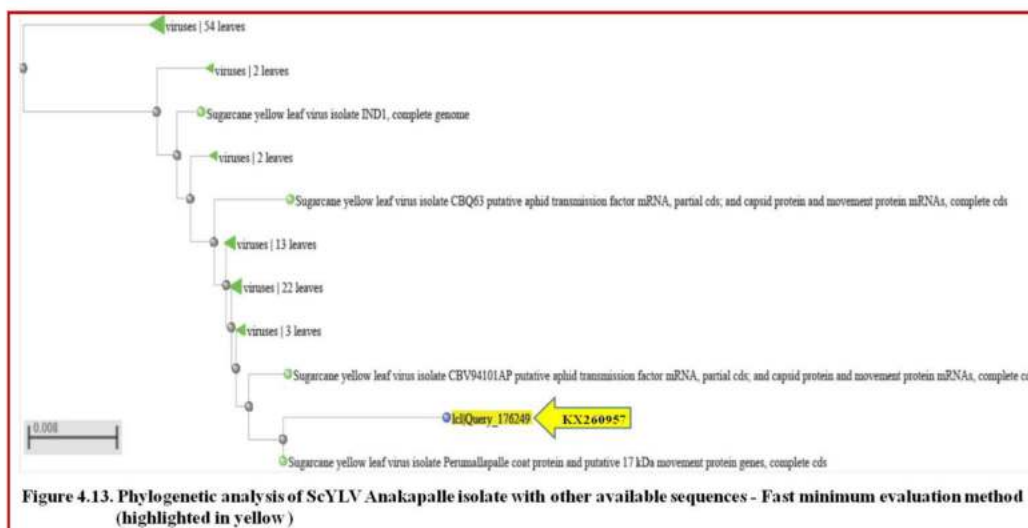 viruses | 54 leaves
viruses | 2 leaves
Sugarcane yellow leaf virus isolate IND1, complete genome
viruses | 2 leaves
Sugarcane yellow leaf virus isolate CBQ63 putative aphid transmission factor mRNA, partial cds; and capsid protein and movement protein mRNAs, complete cds
viruses | 13 leaves
viruses | 22 leaves
viruses | 3 leaves
Sugarcane yellow leaf virus isolate CBV94101AP putative aphid transmission factor mRNA, partial cds; and capsid protein and movement protein mRNAs, complete cd
lcl|Query_176249 KX260957
0.008
Sugarcane yellow leaf virus isolate Perumallapalle coat protein and putative 17 kDa movement protein genes, complete cds
Figure 4.13. Phylogenetic analysis of ScYLV Anakapalle isolate with other available sequences - Fast minimum evaluation method
(highlighted in yellow )